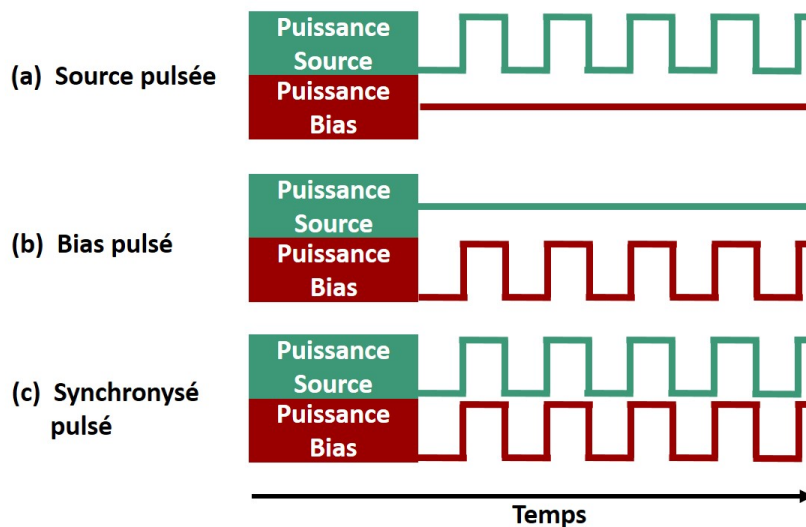 Puissance
Source
(a) Source pulsée
Puissance
Bias
Puissance
Source
(b) Bias pulsé
Puissance
Bias
Puissance
Source
(c) Synchronysé
pulsé
Puissance
Bias
Temps